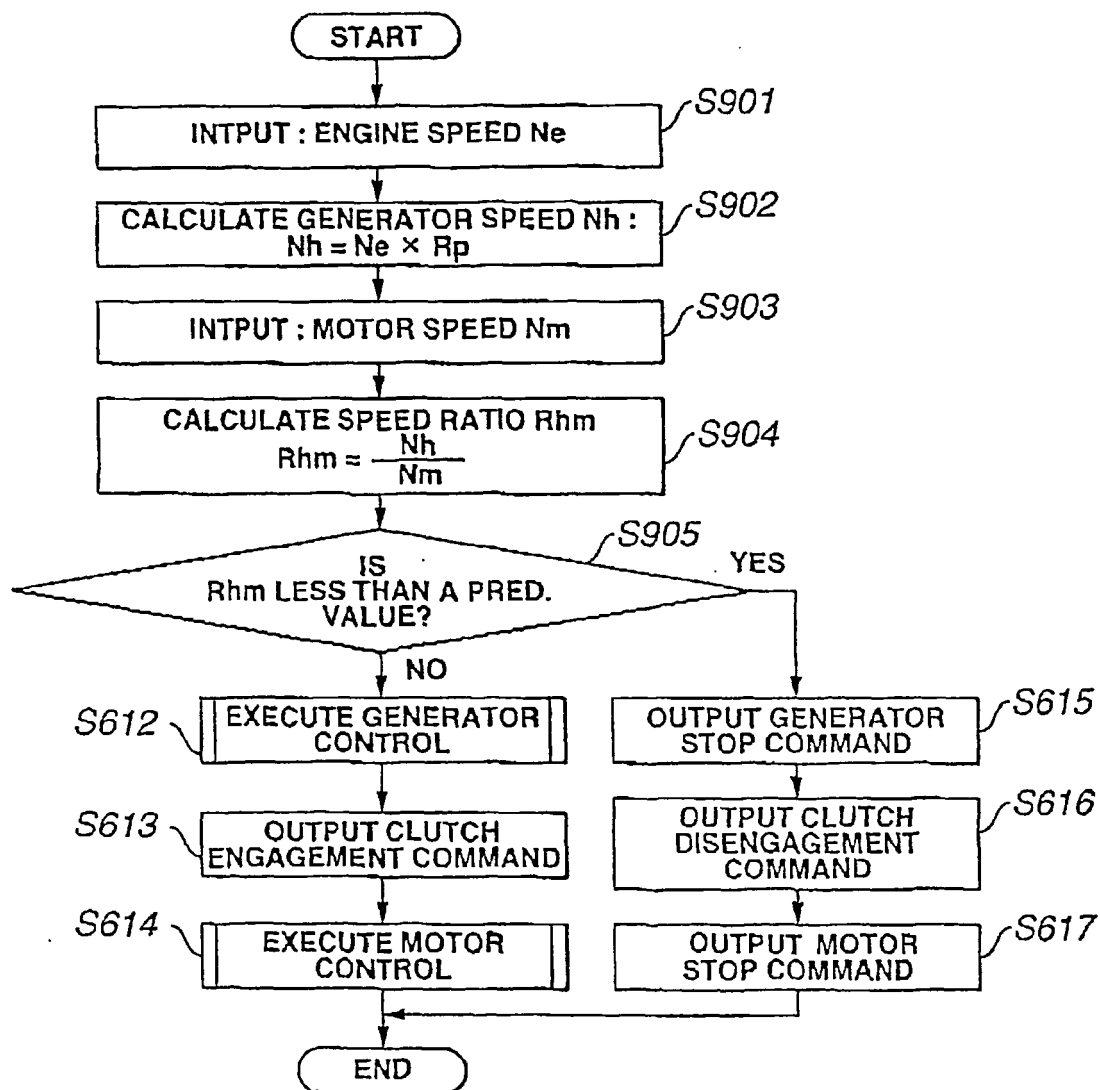 START
S901
INTPUT : ENGINE SPEED Ne
S902
CALCULATE GENERATOR SPEED Nh :
Nh = Ne × Rp
S903
INTPUT : MOTOR SPEED Nm
S904
CALCULATE SPEED RATIO Rhm
Rhm = Nh
Nm
S905
IS
Rhm LESS THAN A PRED.
VALUE?
YES
NO
S612
EXECUTE GENERATOR
CONTROL
S615
OUTPUT GENERATOR
STOP COMMAND
S613
OUTPUT CLUTCH
ENGAGEMENT COMMAND
S616
OUTPUT CLUTCH
DISENGAGEMENT
COMMAND
S614
EXECUTE MOTOR
CONTROL
S617
OUTPUT MOTOR
STOP COMMAND
END